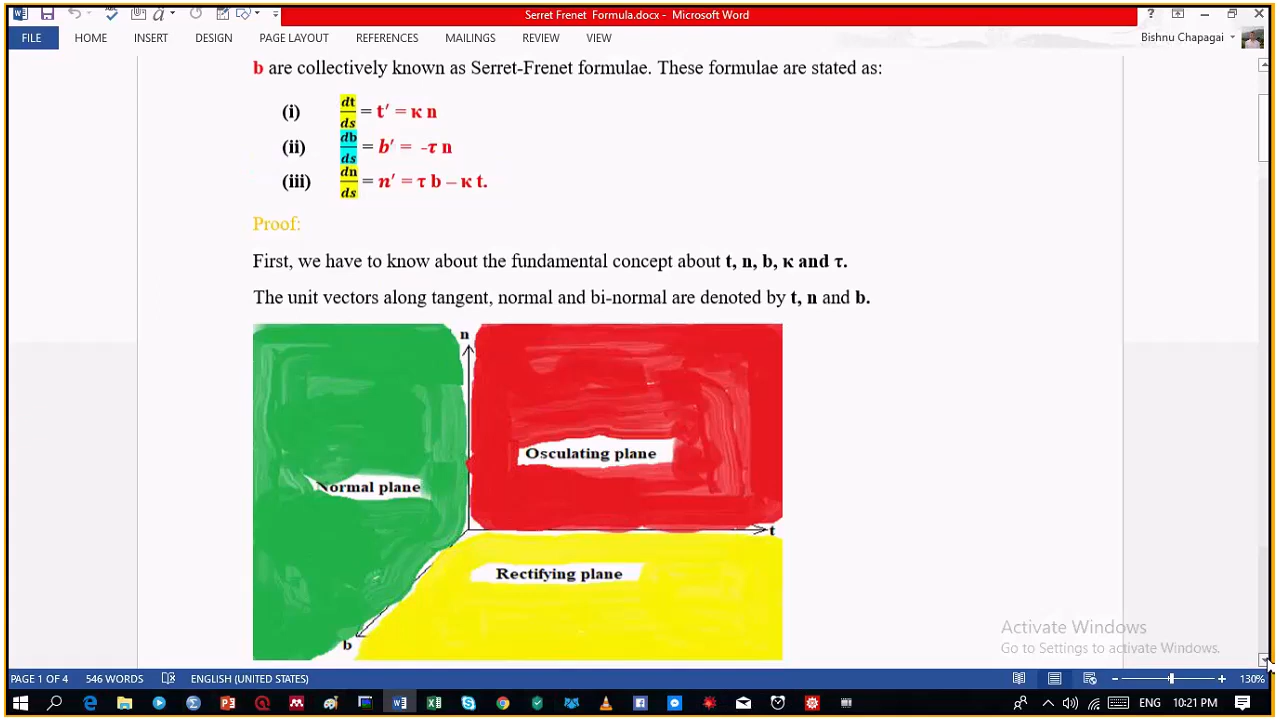 Serret Frenet Formula.docx - Microsoft Word
FILE HOME INSERT DESIGN PAGE LAYOUT REFERENCES MAILINGS REVIEW VIEW Bishnu Chapagai
b are collectively known as Serret-Frenet formulae. These formulae are stated as:
(i) dt/ds = t′ = κ n
(ii) db/ds = b′ = -τ n
(iii) dn/ds = n′ = τ b – κ t.
Proof:
First, we have to know about the fundamental concept about t, n, b, κ and τ.
The unit vectors along tangent, normal and bi-normal are denoted by t, n and b.
n
Osculating plane
Normal plane
t
Rectifying plane
b
Activate Windows
Go to Settings to activate Windows.
PAGE 1 OF 4 546 WORDS ENGLISH (UNITED STATES) 130%
ENG 10:21 PM